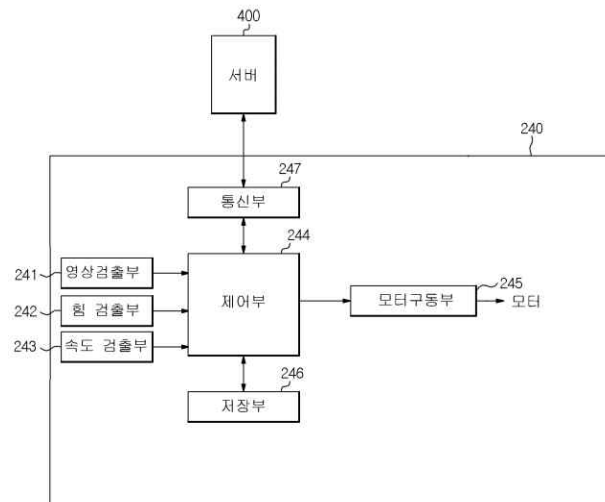 400
서버
240
247
통신부
244
241
영상검출부
242
힘 검출부
243
속도 검출부
제어부
245
모터구동부
모터
246
저장부